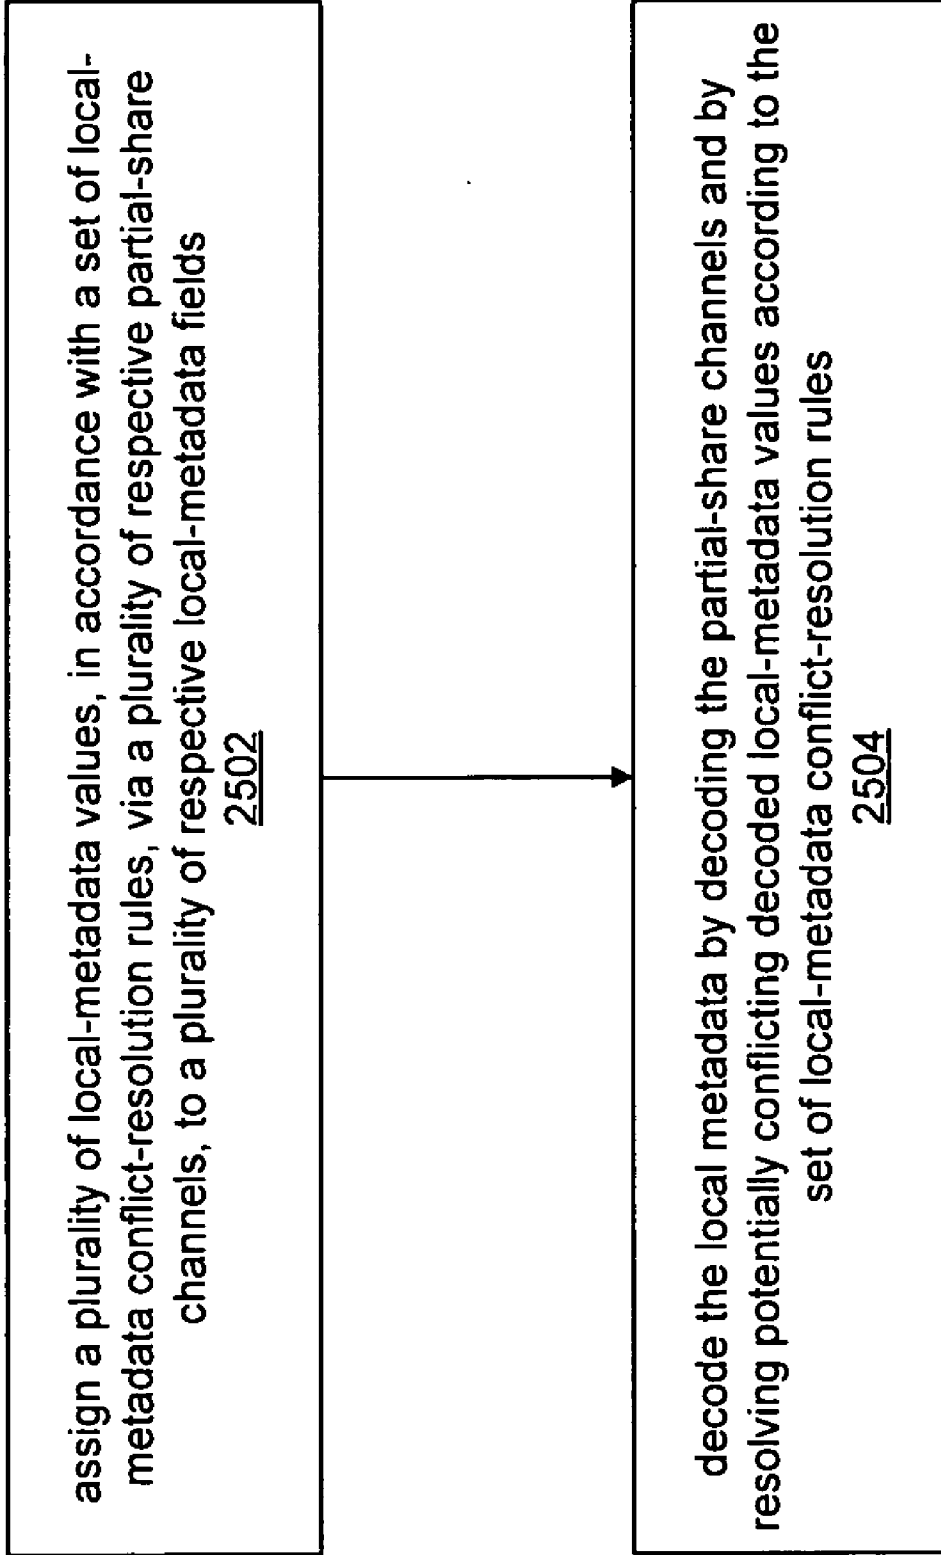 assign a plurality of local-metadata values, in accordance with a set of local-
metadata conflict-resolution rules, via a plurality of respective partial-share
channels, to a plurality of respective local-metadata fields
2502
decode the local metadata by decoding the partial-share channels and by
resolving potentially conflicting decoded local-metadata values according to the
set of local-metadata conflict-resolution rules
2504